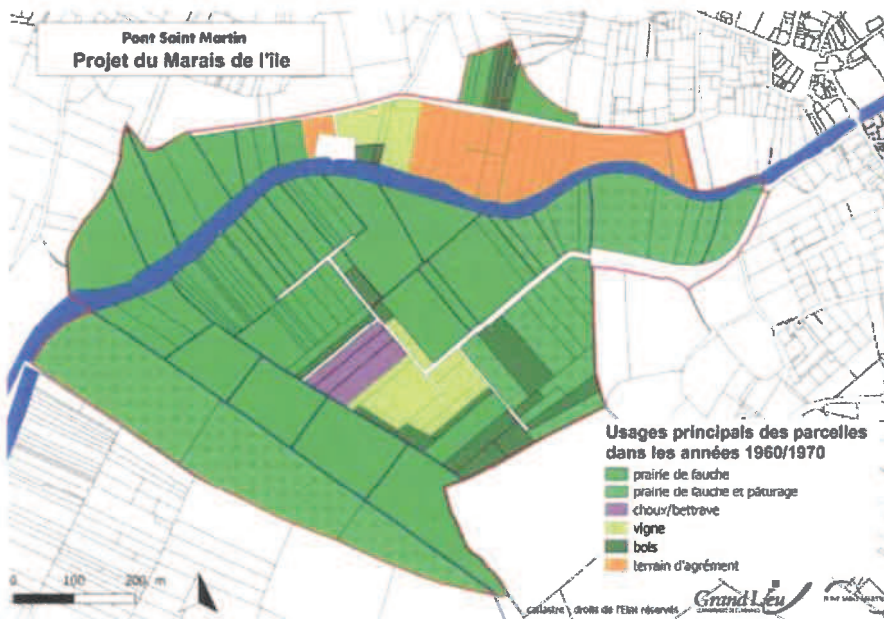 Pont Saint Martin
Projet du Marais de l'île
Usages principals des parcelles
dans les années 1960/1970
prairie de fauche
prairie de fauche et pâturage
choux/bettrave
vigne
bois
terrain d'agrément
0 100 200 m
cadastre : droits de l'Etat réservés
Grand Lieu